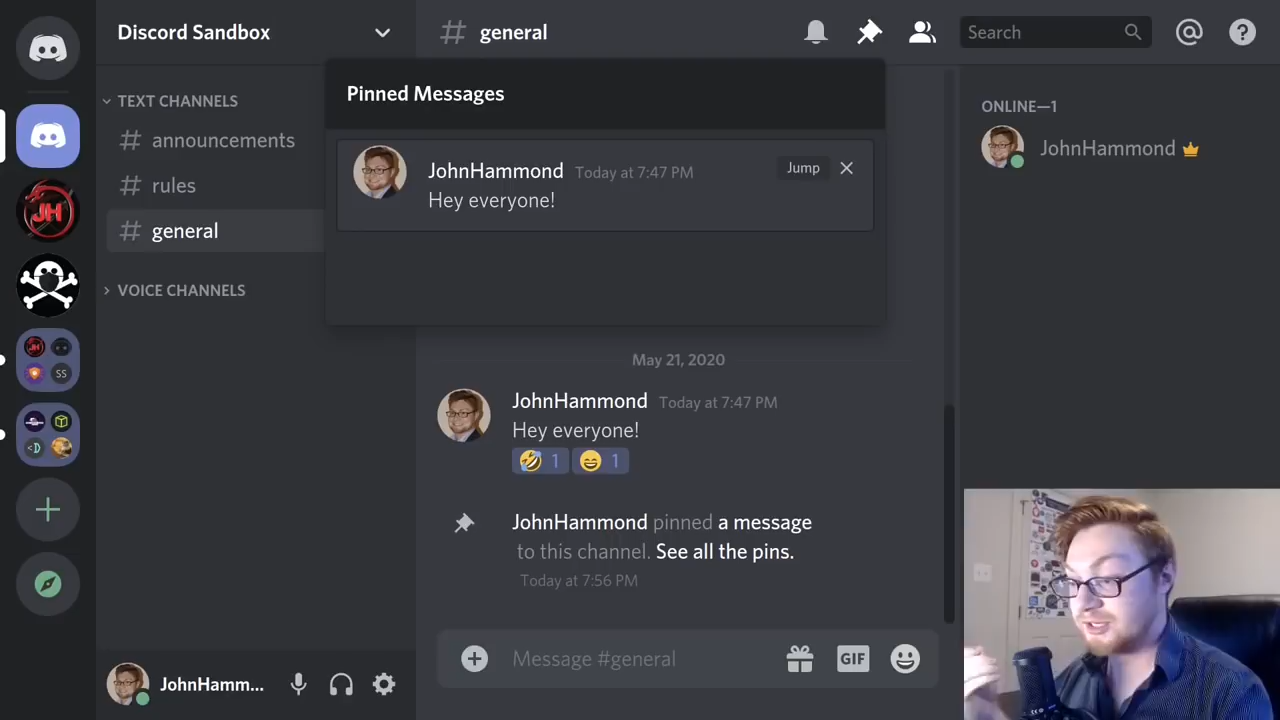 Discord Sandbox
general
Search
TEXT CHANNELS
announcements
rules
general
VOICE CHANNELS
Pinned Messages
JohnHammond Today at 7:47 PM
Jump
Hey everyone!
May 21, 2020
JohnHammond Today at 7:47 PM
Hey everyone!
1 1
JohnHammond pinned a message
to this channel. See all the pins.
Today at 7:56 PM
Message #general
GIF
ONLINE—1
JohnHammond
JH
JH
SS
JohnHamm...